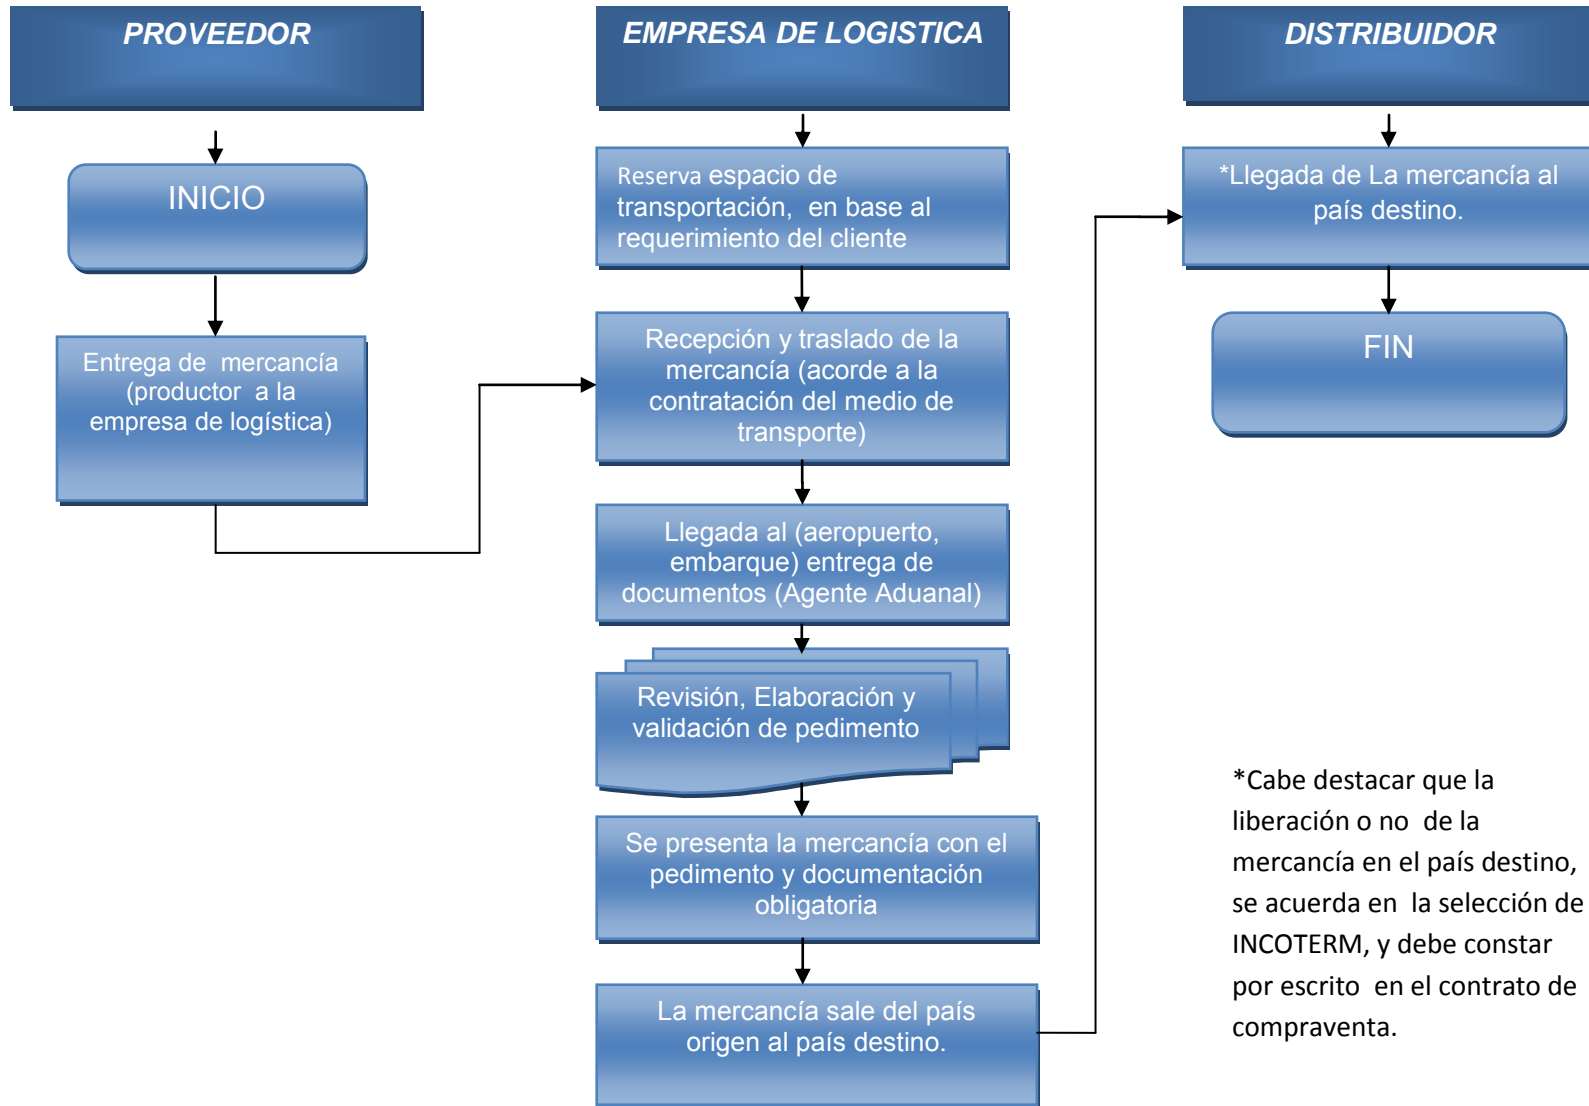 PROVEEDOR
INICIO
Entrega de mercancía
(productor a la
empresa de logística)
EMPRESA DE LOGISTICA
Reserva espacio de
transportación, en base al
requerimiento del cliente
Recepción y traslado de la
mercancía (acorde a la
contratación del medio de
transporte)
Llegada al (aeropuerto,
embarque) entrega de
documentos (Agente Aduanal)
Revisión, Elaboración y
validación de pedimento
Se presenta la mercancía con el
pedimento y documentación
obligatoria
La mercancía sale del país
origen al país destino.
DISTRIBUIDOR
*Llegada de La mercancía al
país destino.
FIN
*Cabe destacar que la
liberación o no de la
mercancía en el país destino,
se acuerda en la selección de
INCOTERM, y debe constar
por escrito en el contrato de
compraventa.